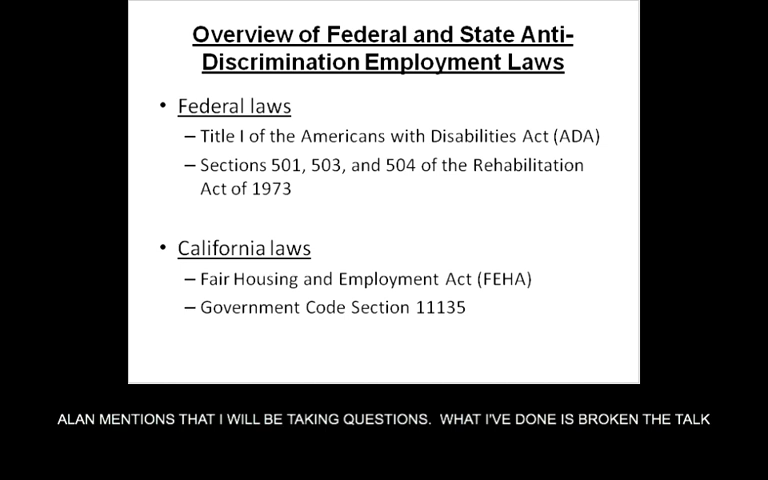 Overview of Federal and State Anti-
Discrimination Employment Laws
• Federal laws
– Title I of the Americans with Disabilities Act (ADA)
– Sections 501, 503, and 504 of the Rehabilitation
Act of 1973
• California laws
– Fair Housing and Employment Act (FEHA)
– Government Code Section 11135
ALAN MENTIONS THAT I WILL BE TAKING QUESTIONS.  WHAT I'VE DONE IS BROKEN THE TALK